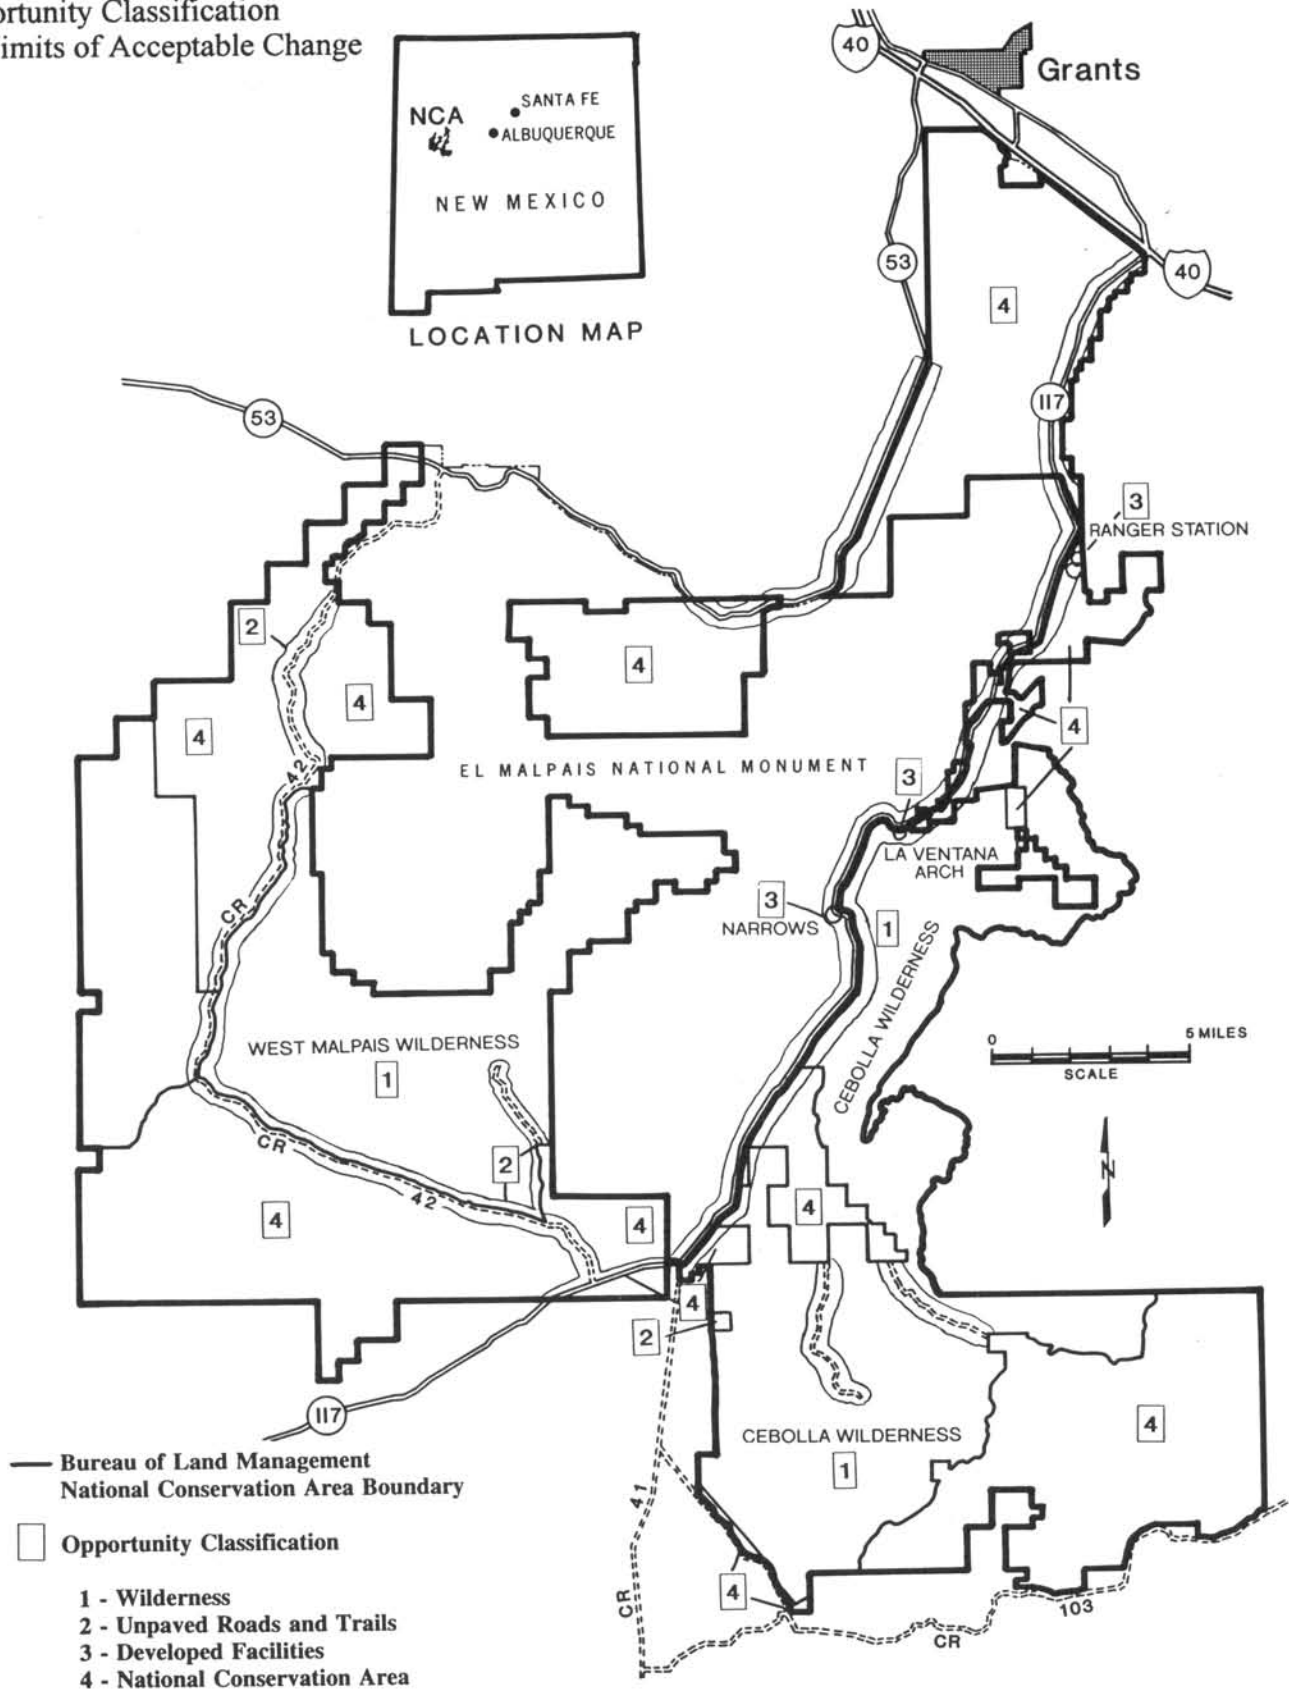 ortunity Classification
imits of Acceptable Change
40
Grants
SANTA FE
NCA
ALBUQUERQUE
NEW MEXICO
53
40
4
LOCATION MAP
117
53
3
RANGER STATION
2
4
4
4
4
42
EL MALPAIS NATIONAL MONUMENT
3
LA VENTANA
ARCH
3
NARROWS
CR
1
CEBOLLA WILDERNESS
0
5 MILES
SCALE
WEST MALPAIS WILDERNESS
1
CR
2
N
42
4
4
4
4
2
117
4
CEBOLLA WILDERNESS
1
41
4
CR
103
CR
Bureau of Land Management
National Conservation Area Boundary
Opportunity Classification
1 - Wilderness
2 - Unpaved Roads and Trails
3 - Developed Facilities
4 - National Conservation Area